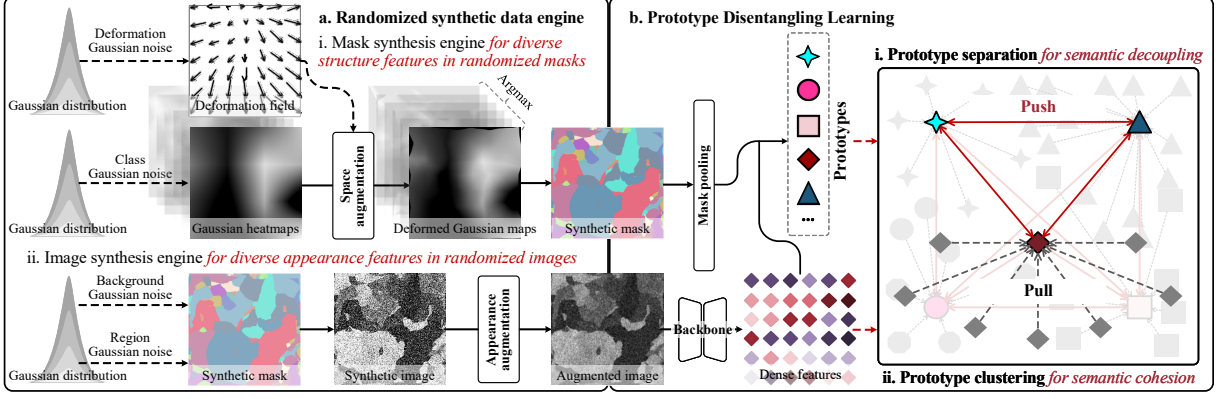 a. Randomized synthetic data engine
Deformation
Gaussian noise
Gaussian distribution
Deformation field
i. Mask synthesis engine for diverse
structure features in randomized masks
Argmax
Class
Gaussian noise
Gaussian distribution
Gaussian heatmaps
Space
augmentation
Deformed Gaussian maps
Synthetic mask
ii. Image synthesis engine for diverse appearance features in randomized images
Background
Gaussian noise
Region
Gaussian noise
Gaussian distribution
Synthetic mask
Synthetic image
Appearance
augmentation
Augmented image
b. Prototype Disentangling Learning
Mask pooling
Prototypes
...
Backbone
Dense features
i. Prototype separation for semantic decoupling
Push
Pull
ii. Prototype clustering for semantic cohesion